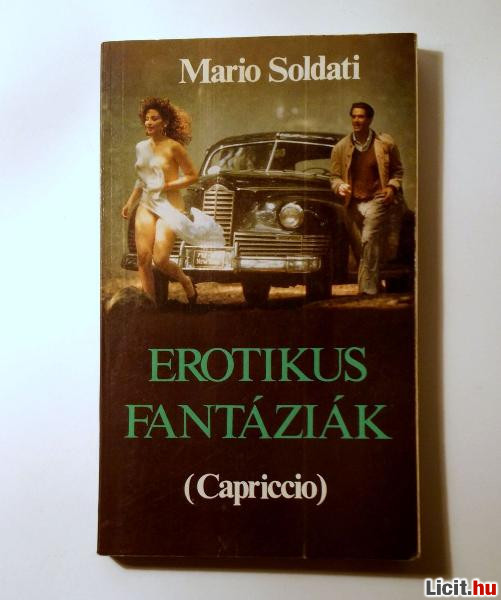 Mario Soldati
EROTIKUS
FANTÁZIÁK
(Capriccio)
Licit.hu